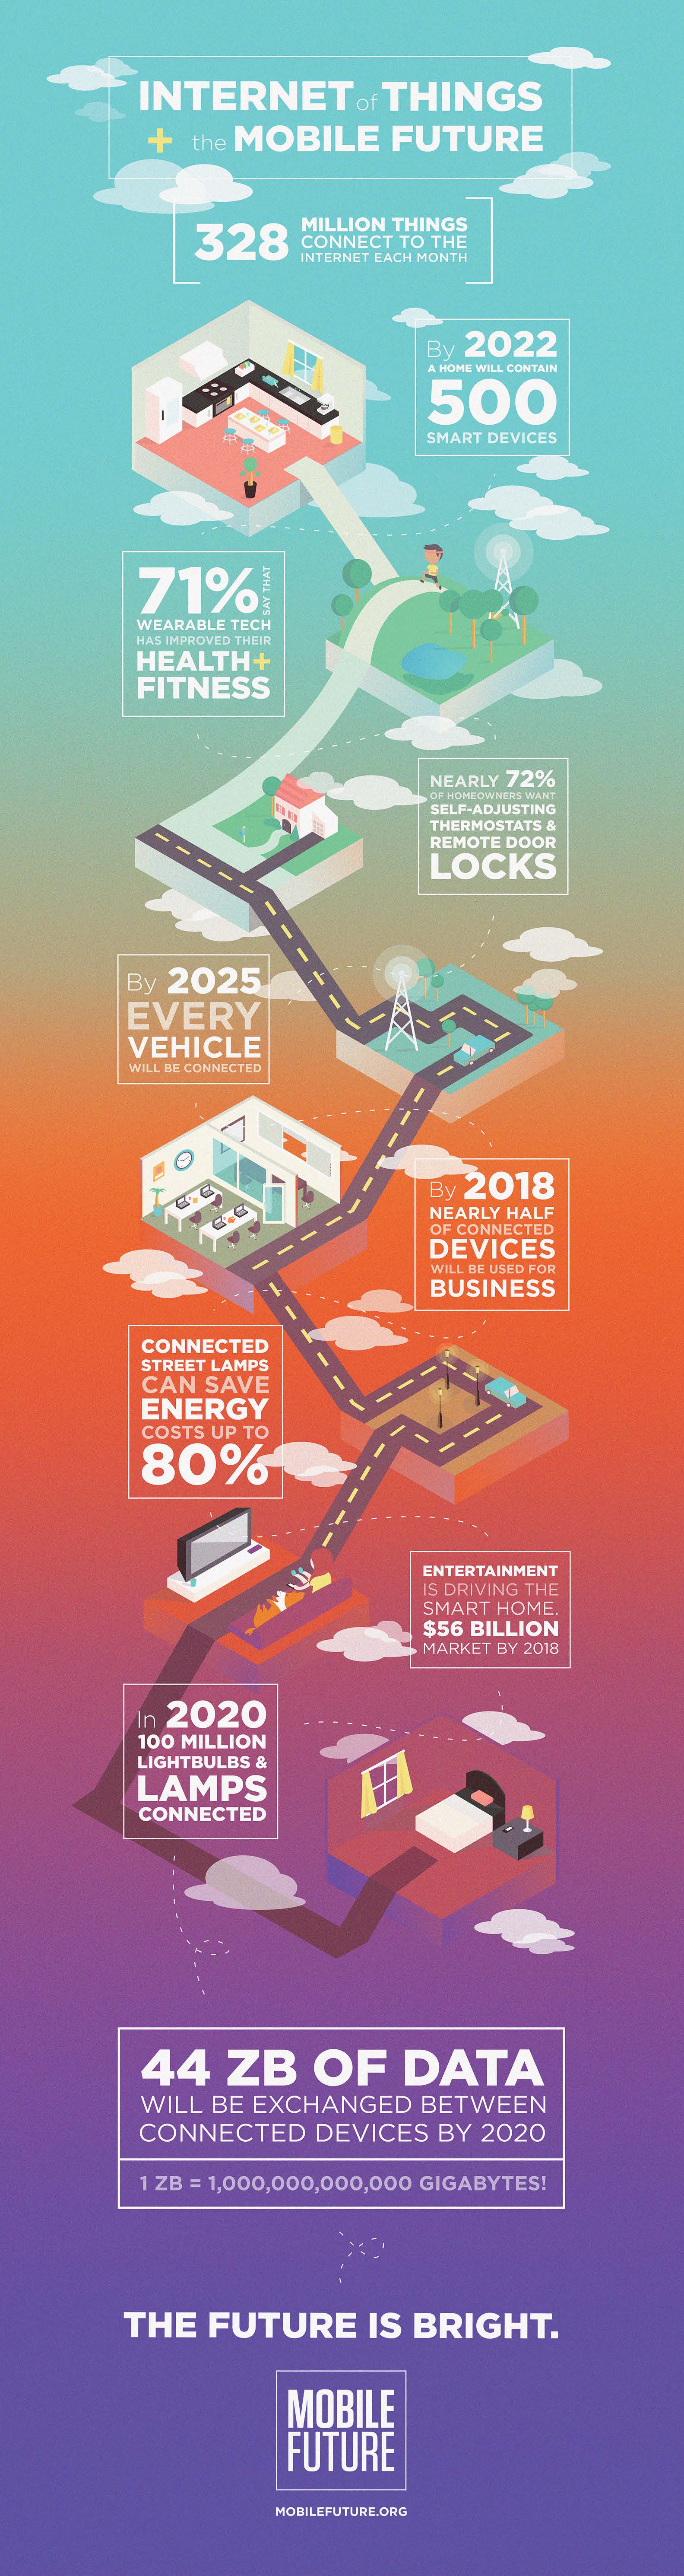 INTERNET of THINGS
+ the MOBILE FUTURE
328 MILLION THINGS
CONNECT TO THE
INTERNET EACH MONTH
By 2022
A HOME WILL CONTAIN
500
SMART DEVICES
71% SAY THAT
WEARABLE TECH
HAS IMPROVED THEIR
HEALTH+
FITNESS
NEARLY 72%
OF HOMEOWNERS WANT
SELF-ADJUSTING
THERMOSTATS &
REMOTE DOOR
LOCKS
By 2025
EVERY
VEHICLE
WILL BE CONNECTED
By 2018
NEARLY HALF
OF CONNECTED
DEVICES
WILL BE USED FOR
BUSINESS
CONNECTED
STREET LAMPS
CAN SAVE
ENERGY
COSTS UP TO
80%
ENTERTAINMENT
IS DRIVING THE
SMART HOME.
$56 BILLION
MARKET BY 2018
In 2020
100 MILLION
LIGHTBULBS &
LAMPS
CONNECTED
44 ZB OF DATA
WILL BE EXCHANGED BETWEEN
CONNECTED DEVICES BY 2020
1 ZB = 1,000,000,000,000 GIGABYTES!
THE FUTURE IS BRIGHT.
MOBILE
FUTURE
MOBILEFUTURE.ORG